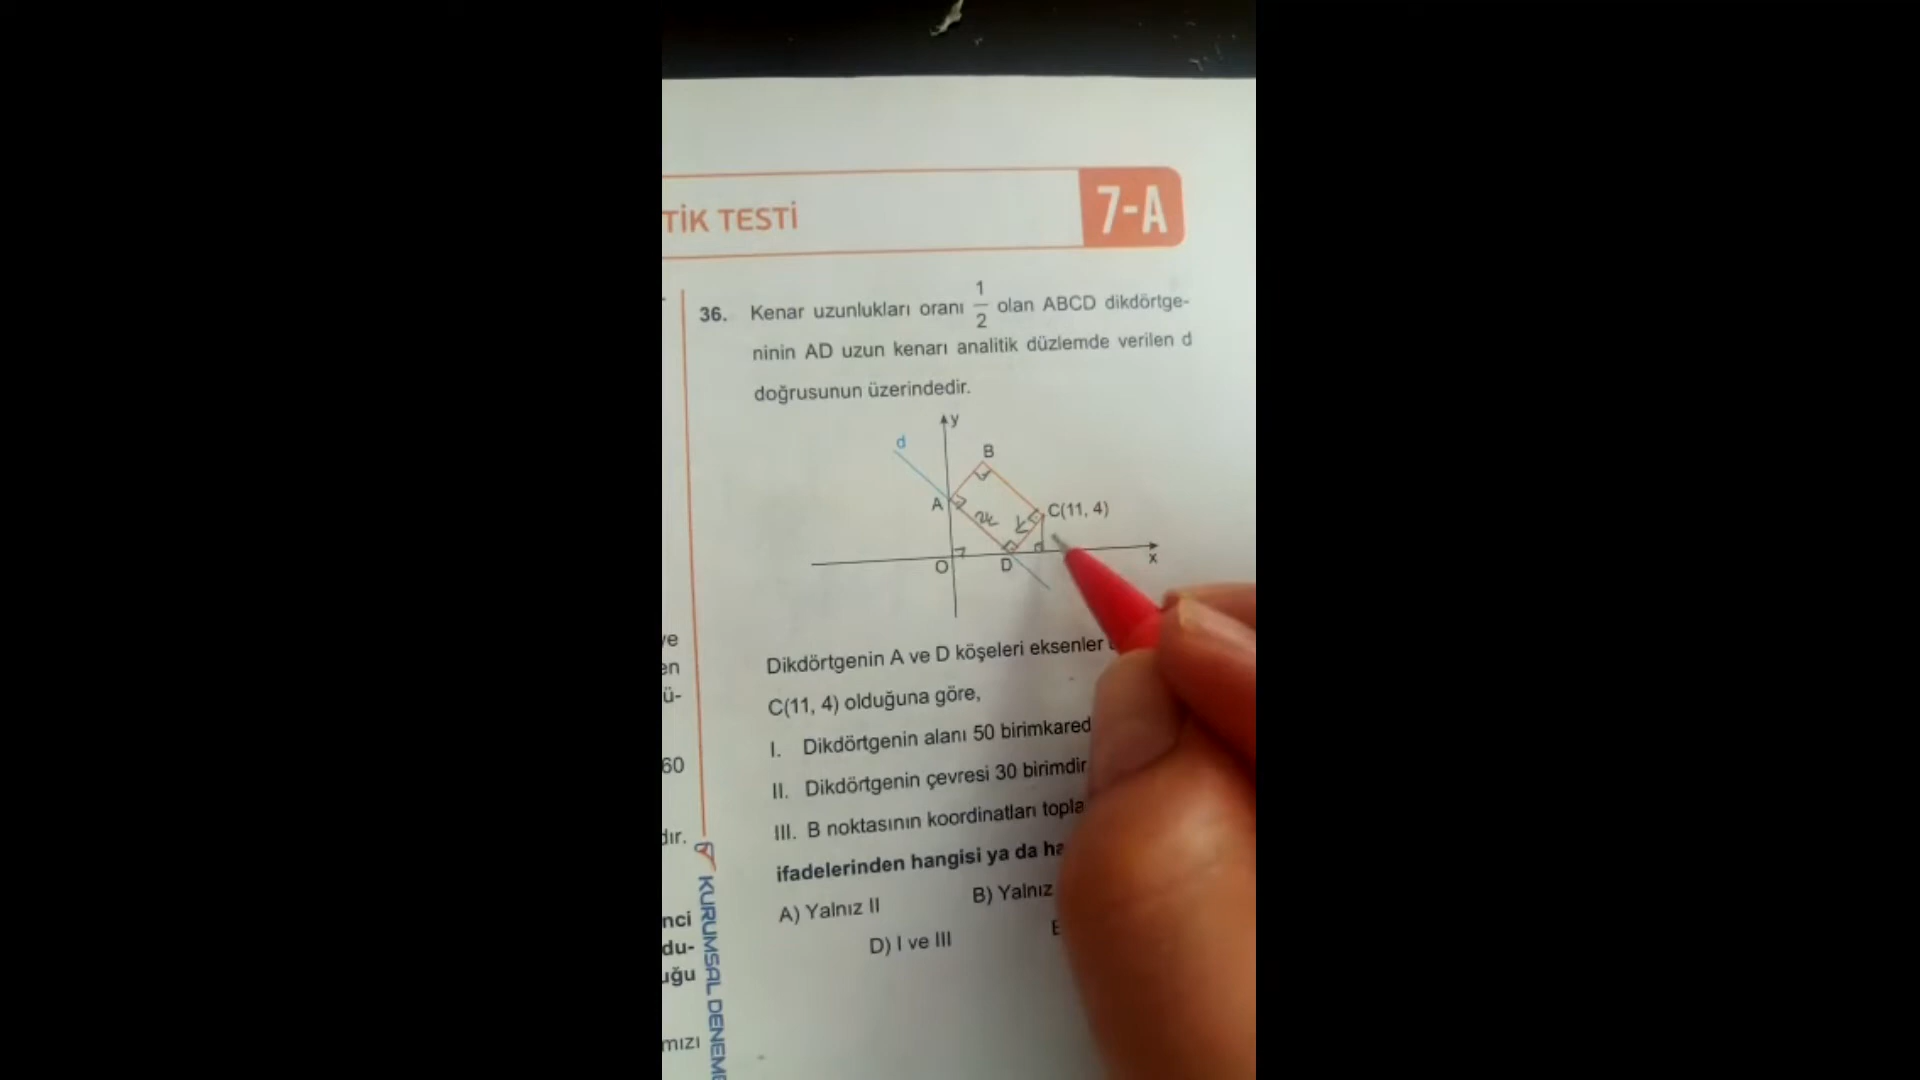 TİK TESTİ
7-A
36. Kenar uzunlukları oranı 1/2 olan ABCD dikdörtge-
ninin AD uzun kenarı analitik düzlemde verilen d
doğrusunun üzerindedir.
y
d
B
A
C(11, 4)
2k
k
O
D
x
Dikdörtgenin A ve D köşeleri eksenler
C(11, 4) olduğuna göre,
I. Dikdörtgenin alanı 50 birimkared
II. Dikdörtgenin çevresi 30 birimdir
III. B noktasının koordinatları topla
ifadelerinden hangisi ya da ha
A) Yalnız II
B) Yalnız
D) I ve III
E
ve
en
ü-
60
dır.
nci
du-
uğu
mızı
KURUMSAL DENEME